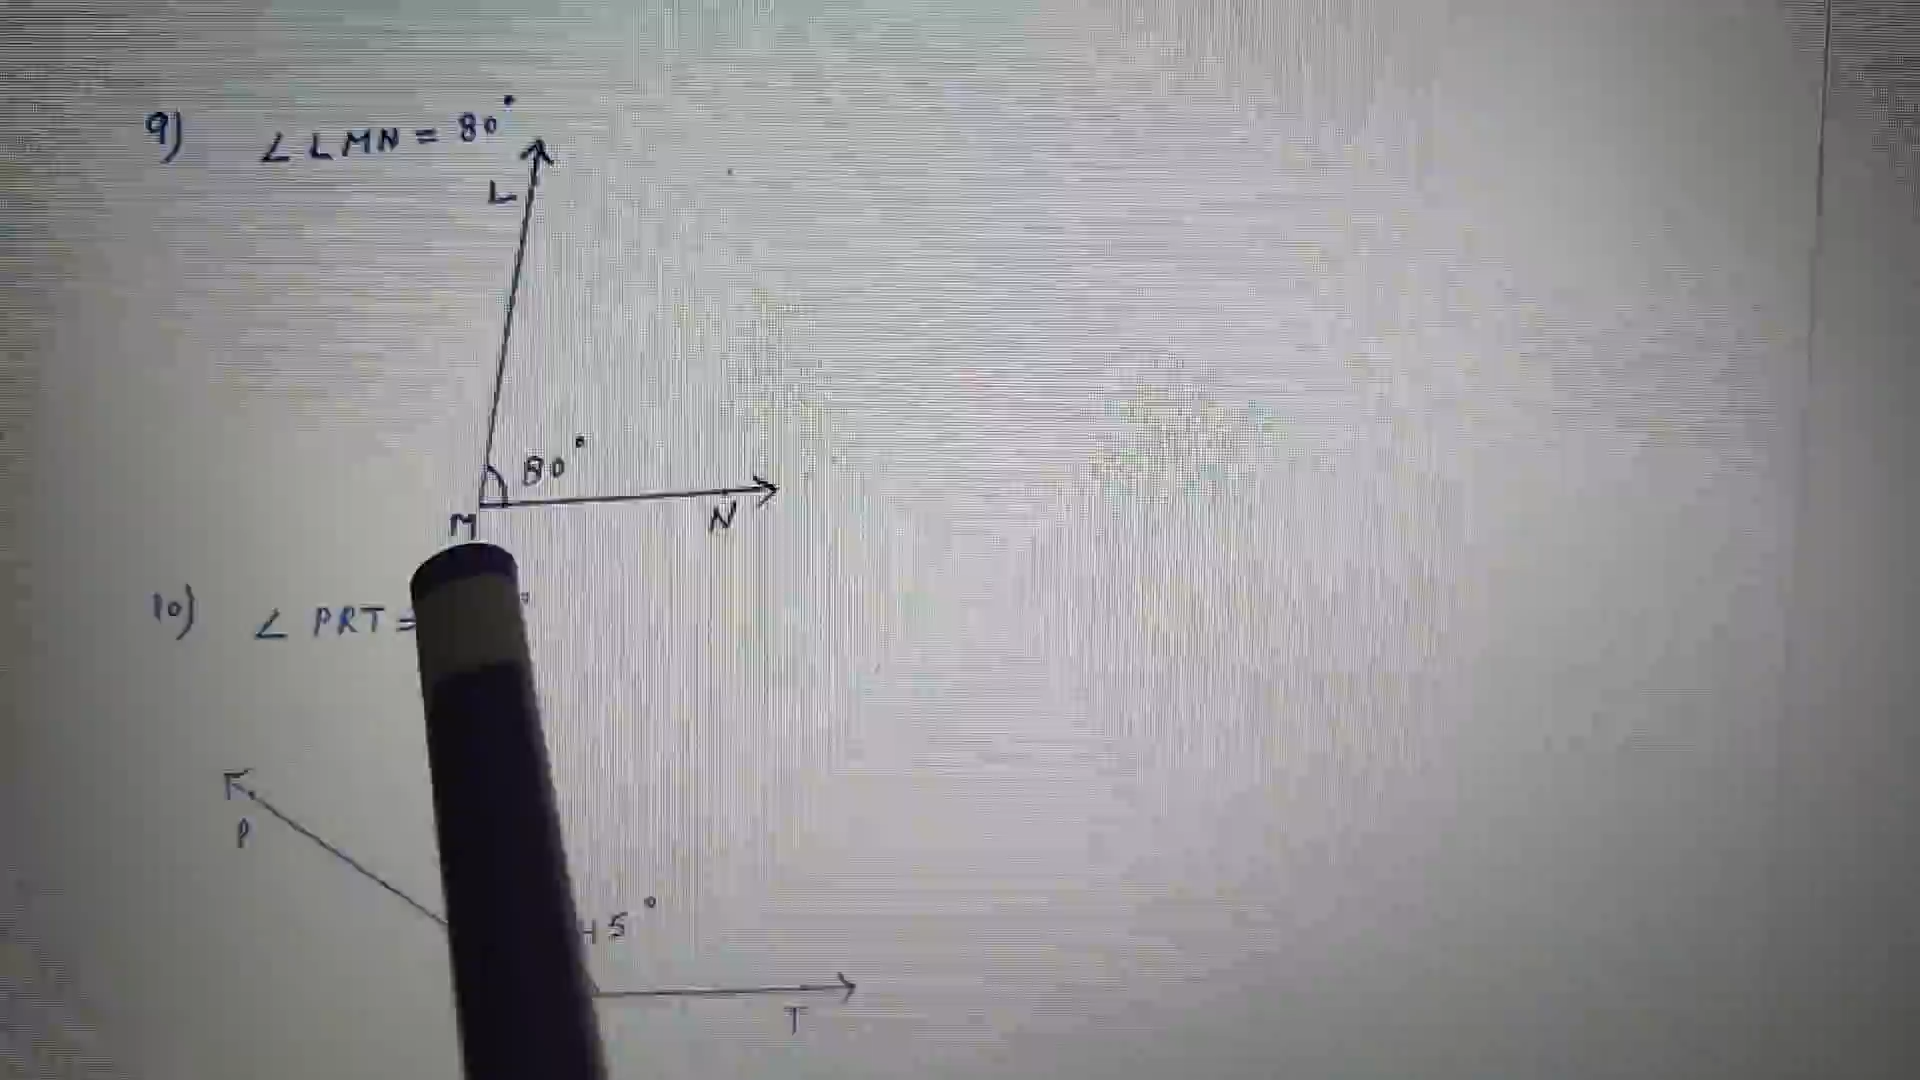 9) ∠LMN = 80°
L
80°
M
N
10) ∠PRT =
P
45°
T